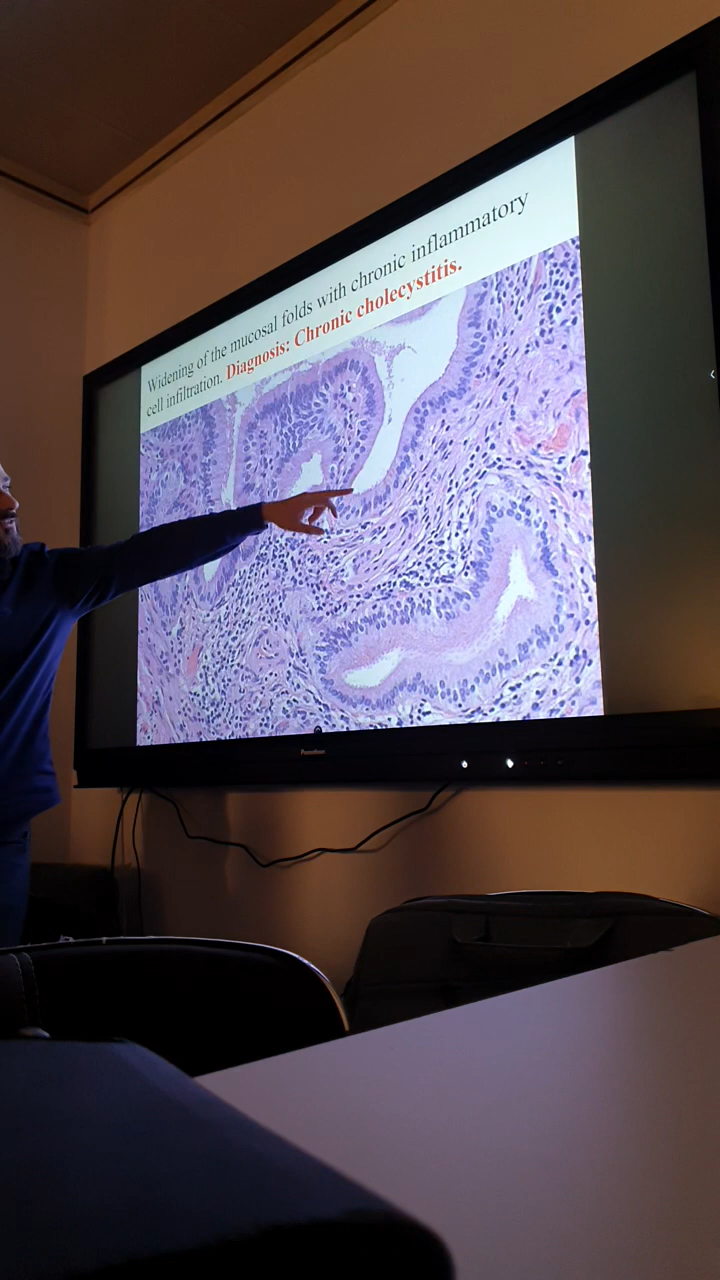 Widening of the mucosal folds with chronic inflammatory
cell infiltration. Diagnosis: Chronic cholecystitis.